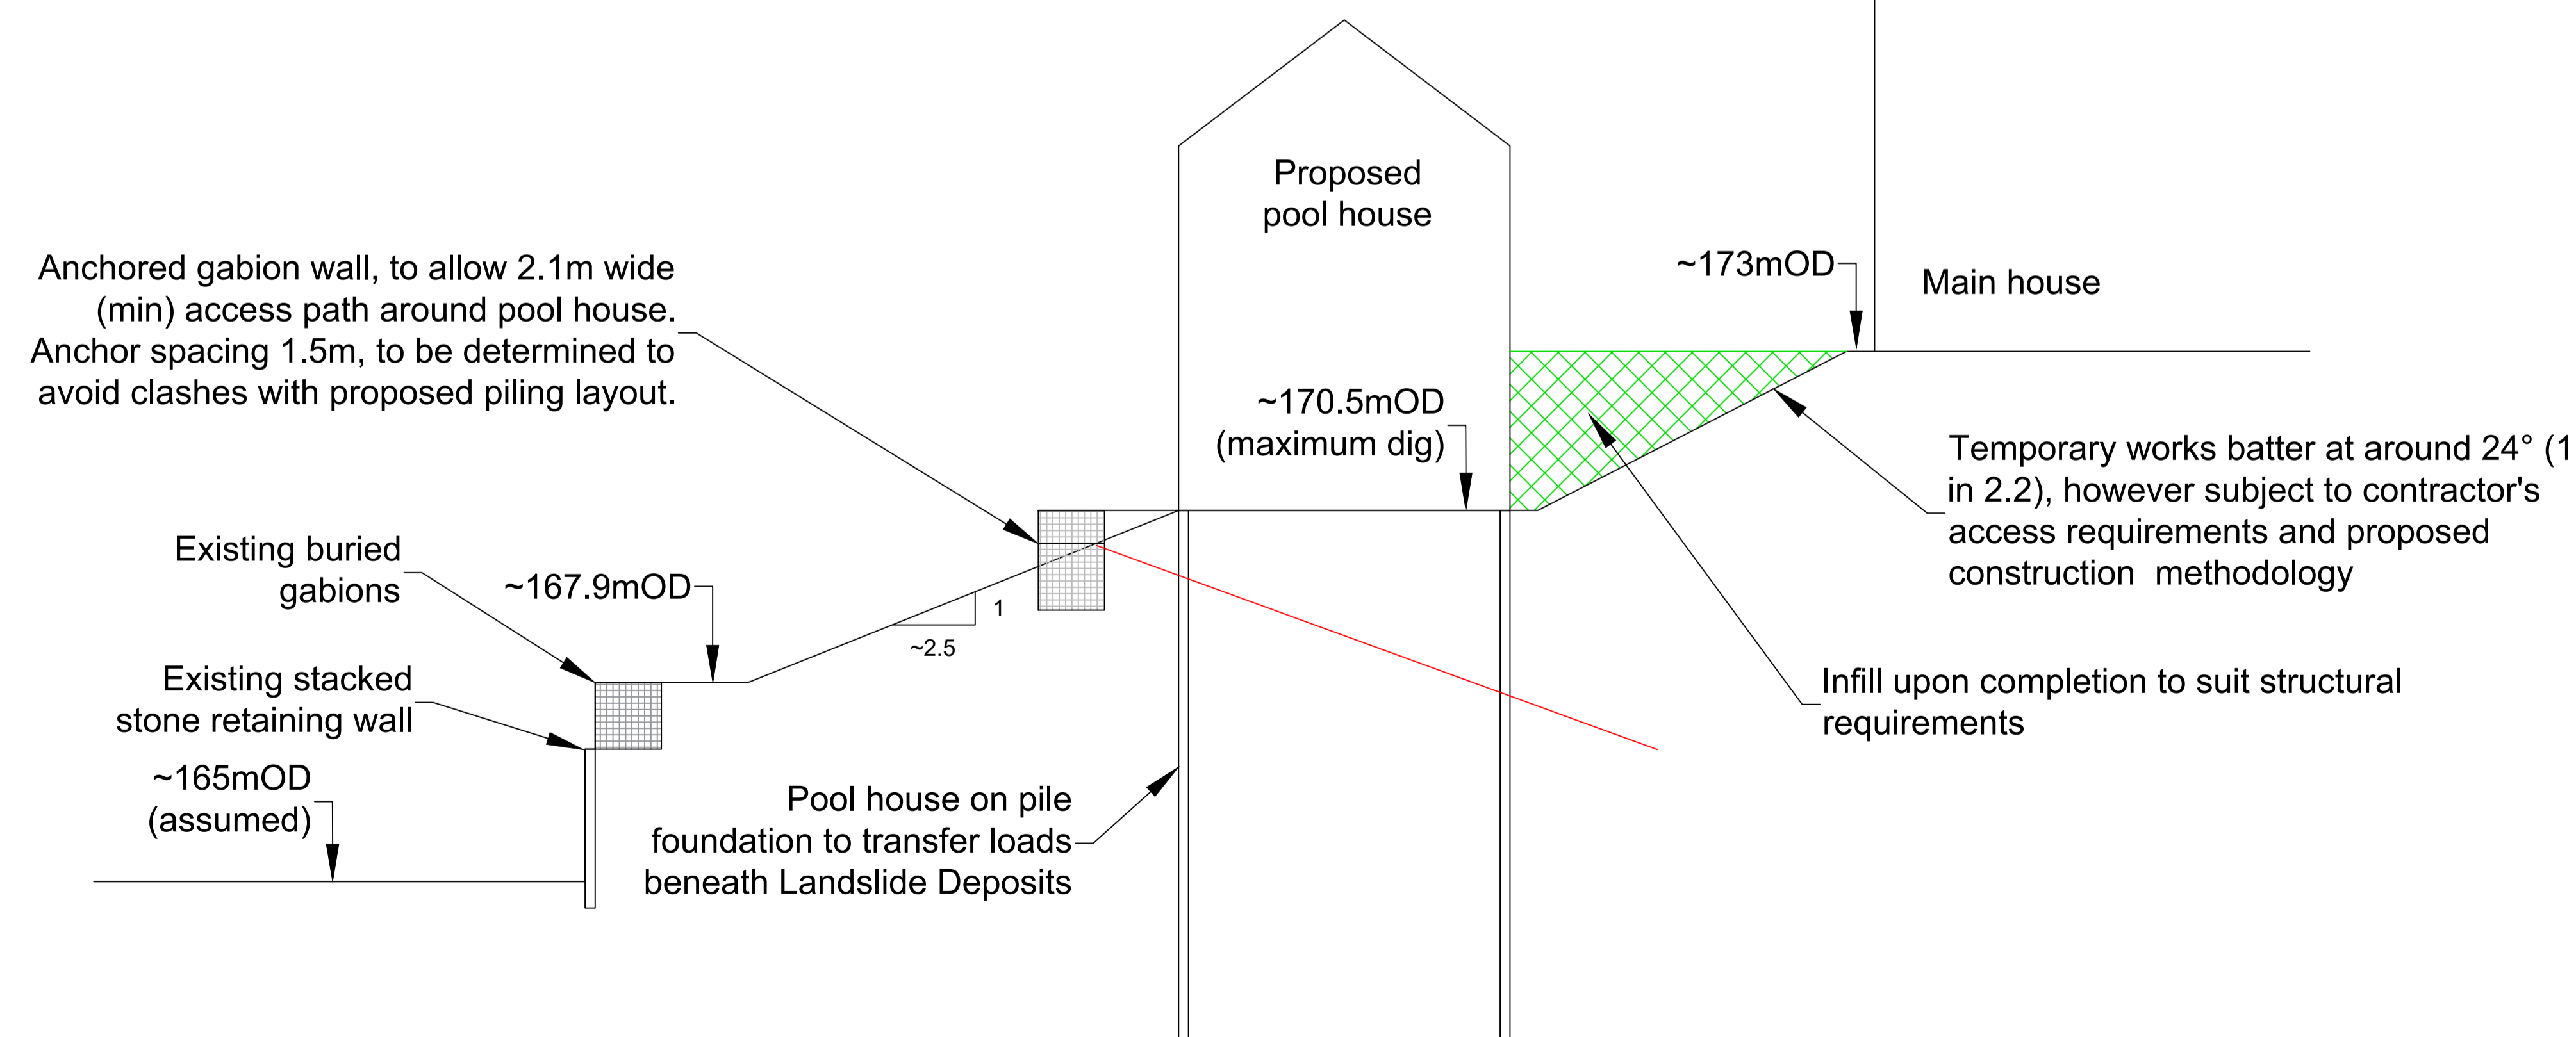 Proposed
pool house
Anchored gabion wall, to allow 2.1m wide
(min) access path around pool house.
Anchor spacing 1.5m, to be determined to
avoid clashes with proposed piling layout.
~173mOD
Main house
~170.5mOD
(maximum dig)
Temporary works batter at around 24° (1
in 2.2), however subject to contractor's
access requirements and proposed
construction methodology
Existing buried
gabions
~167.9mOD
1
~2.5
Existing stacked
stone retaining wall
Infill upon completion to suit structural
requirements
~165mOD
(assumed)
Pool house on pile
foundation to transfer loads
beneath Landslide Deposits